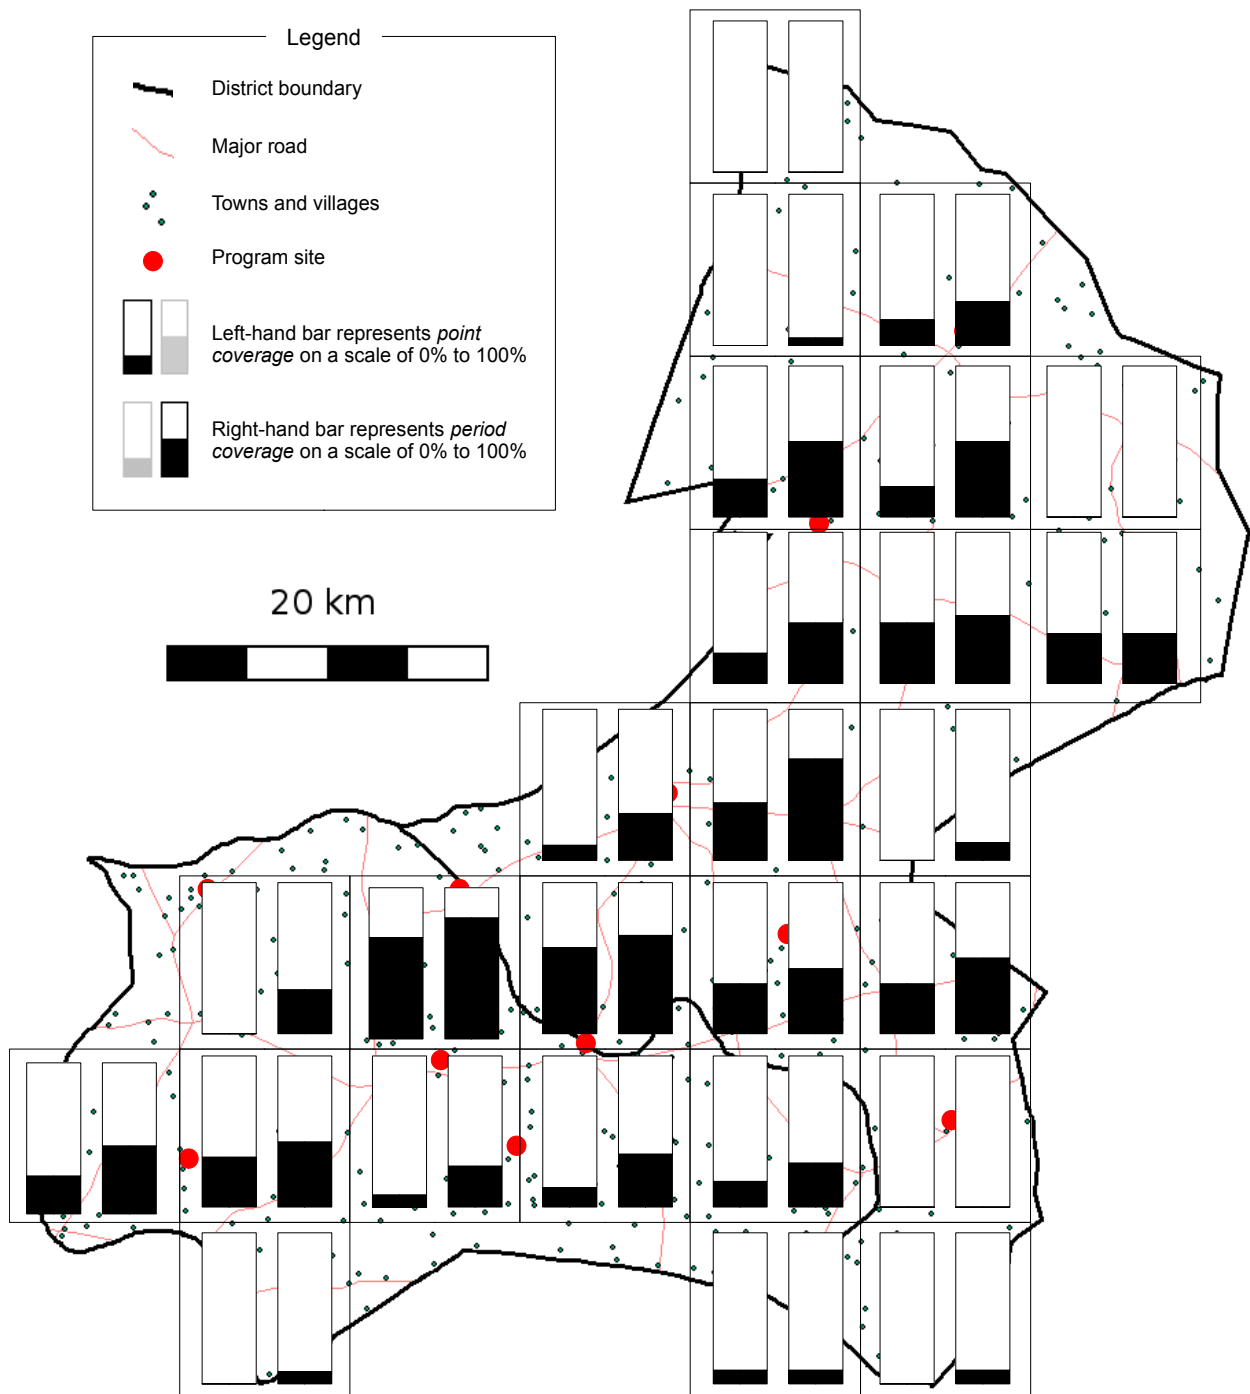 Legend
District boundary
Major road
Towns and villages
Program site
Left-hand bar represents point
coverage on a scale of 0% to 100%
Right-hand bar represents period
coverage on a scale of 0% to 100%
20 km